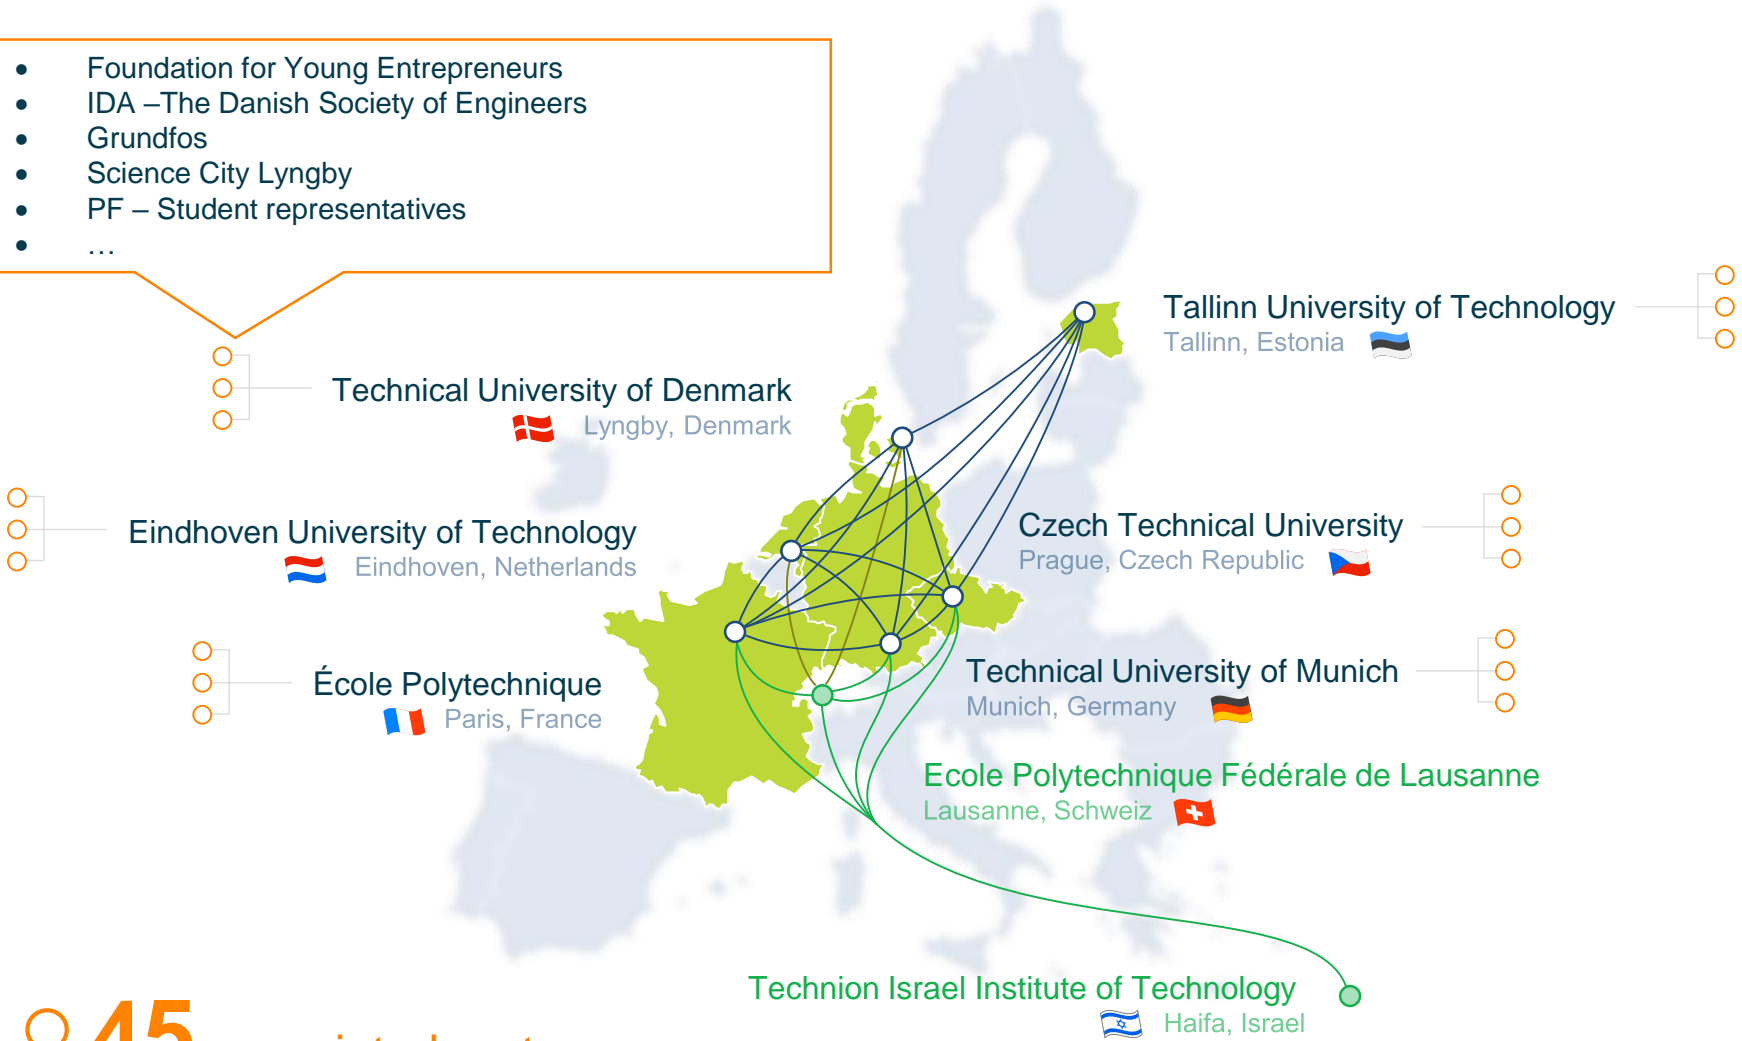 • Foundation for Young Entrepreneurs
• IDA –The Danish Society of Engineers
• Grundfos
• Science City Lyngby
• PF – Student representatives
• …
Tallinn University of Technology
Tallinn, Estonia
Technical University of Denmark
Lyngby, Denmark
Eindhoven University of Technology
Eindhoven, Netherlands
Czech Technical University
Prague, Czech Republic
École Polytechnique
Paris, France
Technical University of Munich
Munich, Germany
Ecole Polytechnique Fédérale de Lausanne
Lausanne, Schweiz
Technion Israel Institute of Technology
Haifa, Israel
45